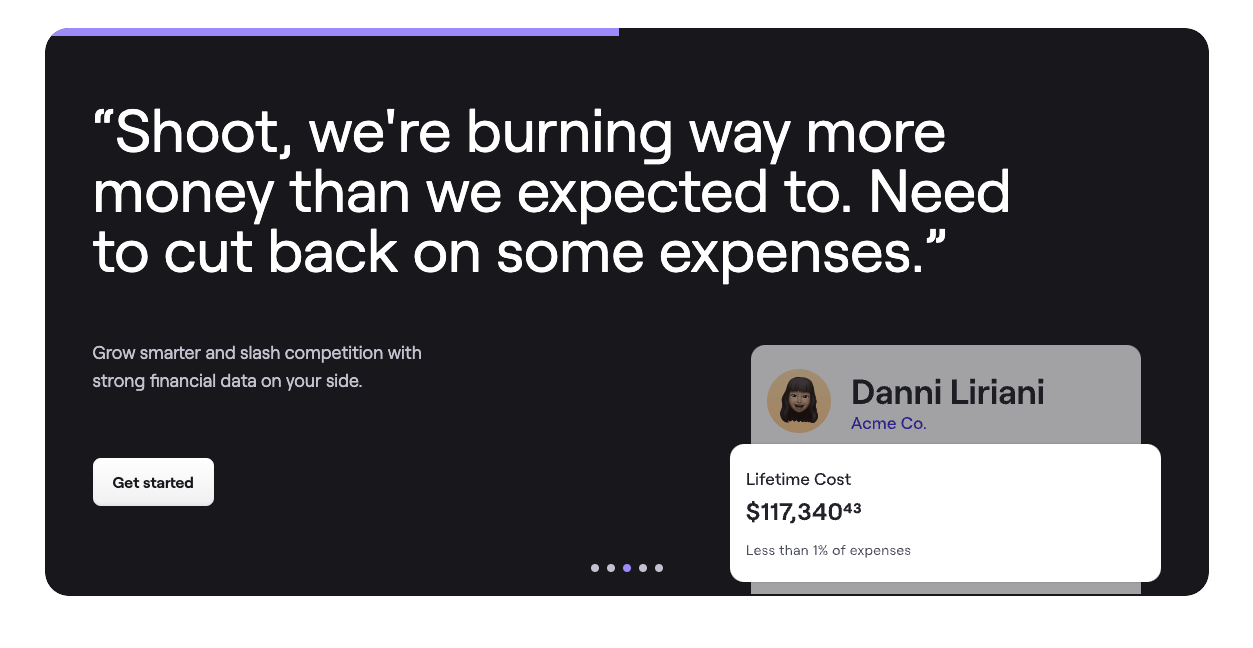 “Shoot, we're burning way more
money than we expected to. Need
to cut back on some expenses.”
Grow smarter and slash competition with
strong financial data on your side.
Get started
Danni Liriani
Acme Co.
Lifetime Cost
$117,340⁴³
Less than 1% of expenses